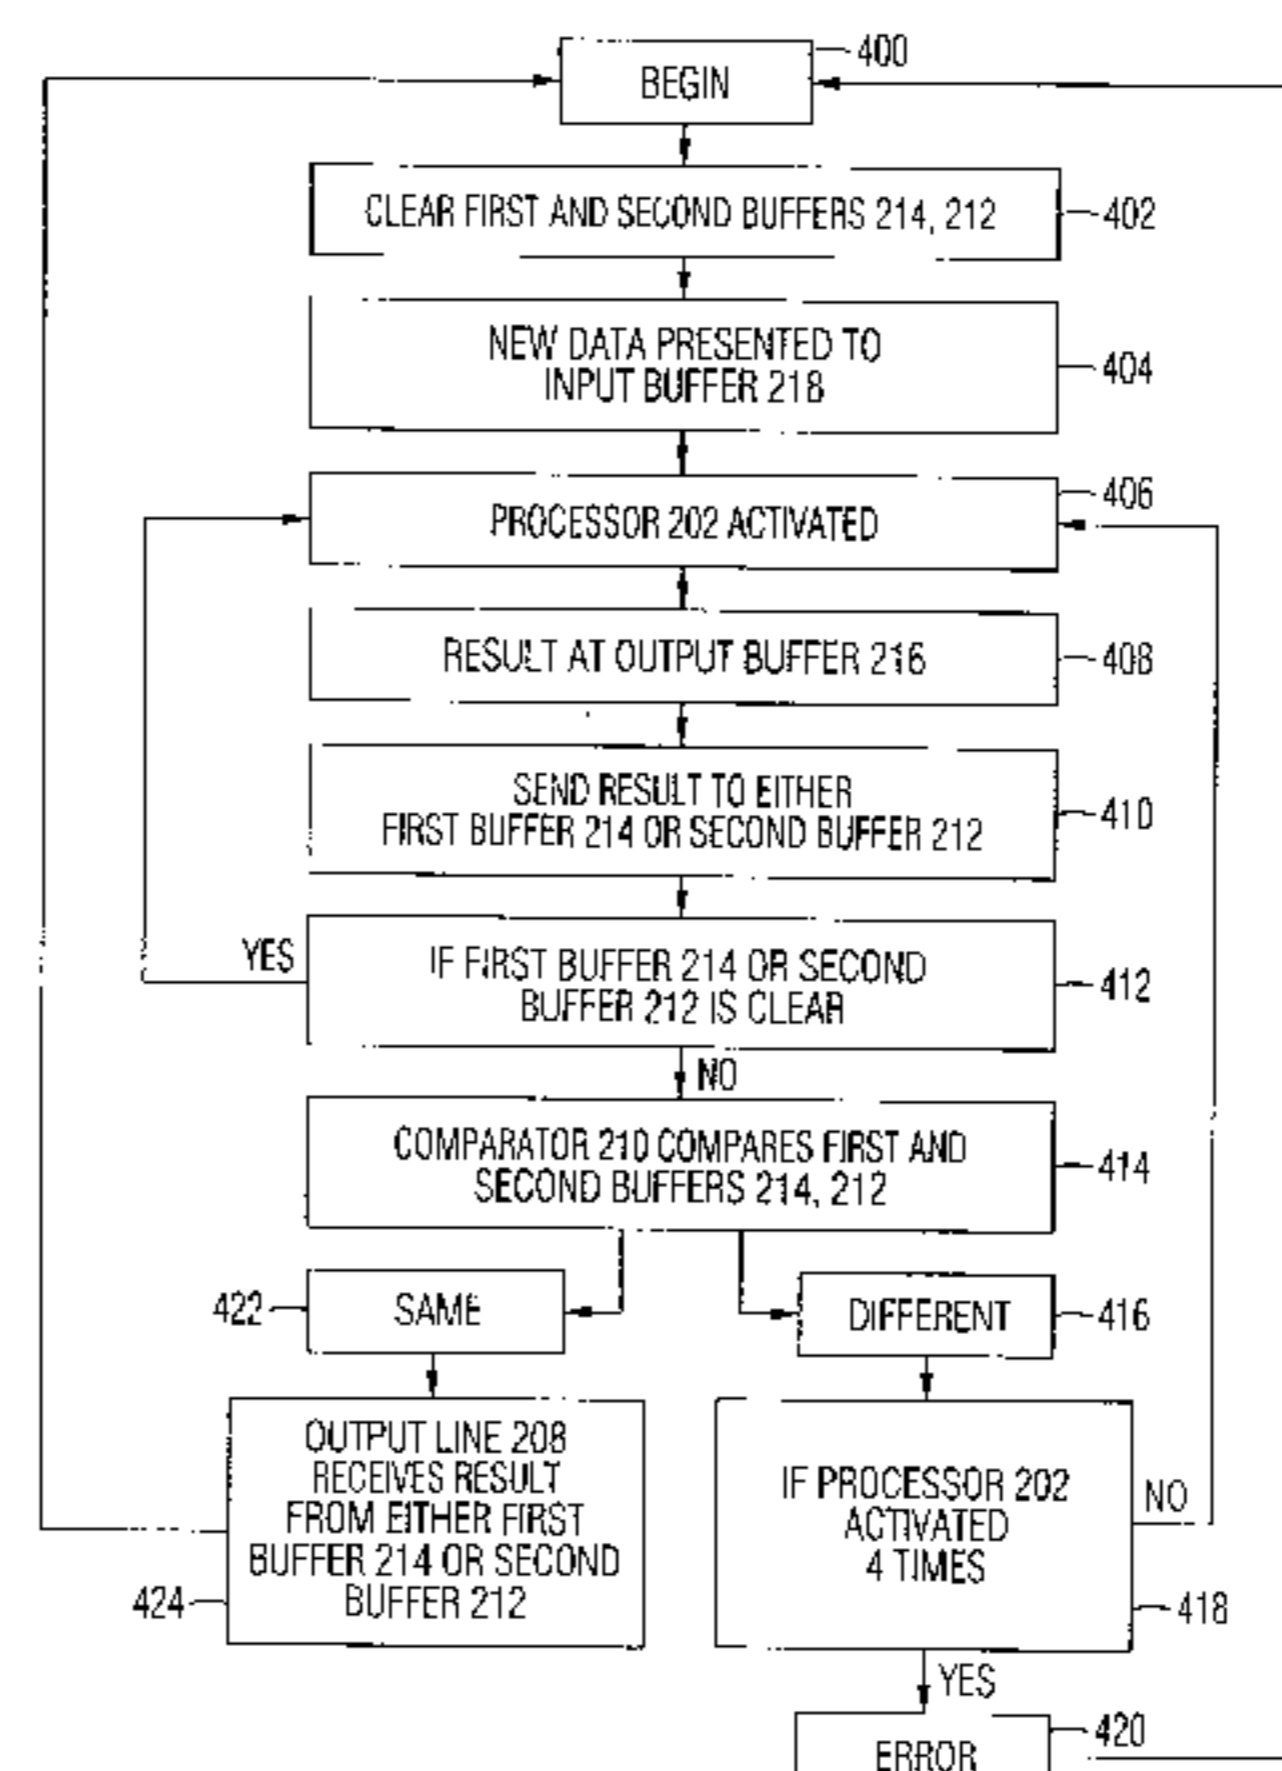 BEGIN
400
CLEAR FIRST AND SECOND BUFFERS 214, 212
402
NEW DATA PRESENTED TO
INPUT BUFFER 218
404
PROCESSOR 202 ACTIVATED
406
RESULT AT OUTPUT BUFFER 216
408
SEND RESULT TO EITHER
FIRST BUFFER 214 OR SECOND BUFFER 212
410
YES
IF FIRST BUFFER 214 OR SECOND
BUFFER 212 IS CLEAR
412
NO
COMPARATOR 210 COMPARES FIRST AND
SECOND BUFFERS 214, 212
414
422
SAME
DIFFERENT
416
OUTPUT LINE 208
RECEIVES RESULT
FROM EITHER FIRST
BUFFER 214 OR SECOND
BUFFER 212
424
IF PROCESSOR 202
ACTIVATED
4 TIMES
NO
418
YES
ERROR
420